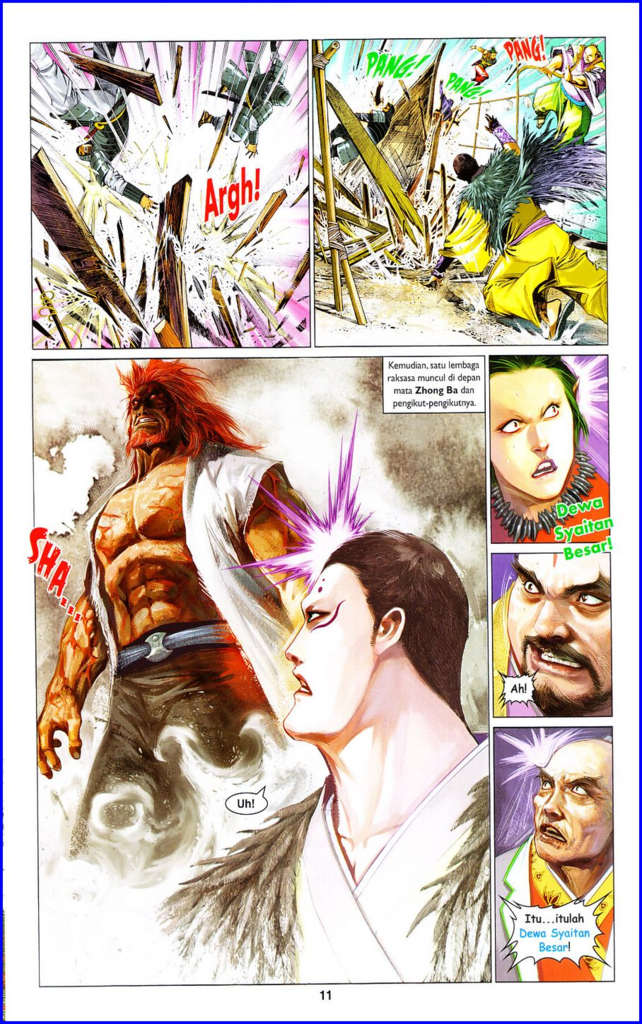 Argh!
PANG!
PANG!
PANG!
Kemudian, satu lembaga
raksasa muncul di depan
mata Zhong Ba dan
pengikut-pengikutnya.
SHA...
Uh!
Dewa
Syaitan
Besar!
Ah!
Itu...itulah
Dewa Syaitan
Besar!
11